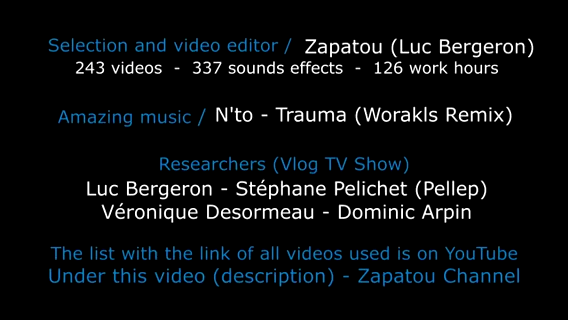 Selection and video editor / Zapatou (Luc Bergeron)
243 videos - 337 sounds effects - 126 work hours
Amazing music / N'to - Trauma (Worakls Remix)
Researchers (Vlog TV Show)
Luc Bergeron - Stéphane Pelichet (Pellep)
Véronique Desormeau - Dominic Arpin
The list with the link of all videos used is on YouTube
Under this video (description) - Zapatou Channel